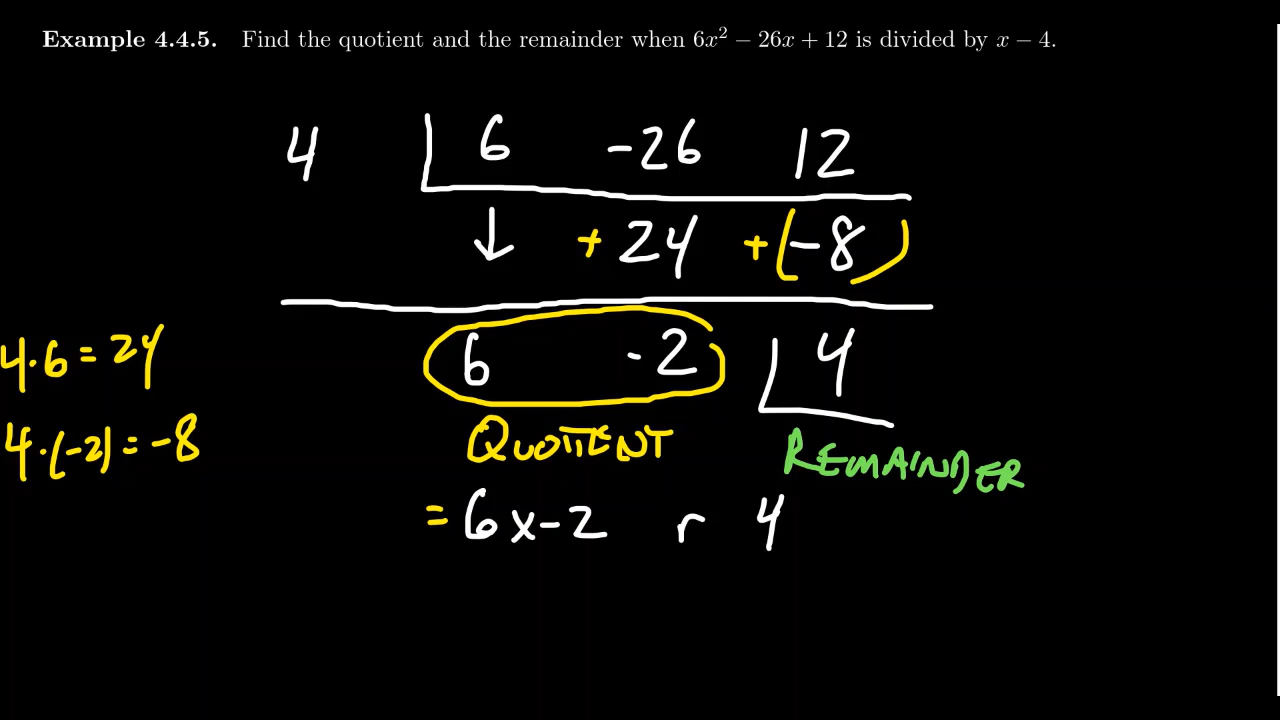 Example 4.4.5. Find the quotient and the remainder when 6x² − 26x + 12 is divided by x − 4.
4 6 -26 12
↓ + 24 + (-8)
6 -2 4
4·6 = 24
QUOTIENT REMAINDER
4·(-2) = -8
= 6x-2 r 4